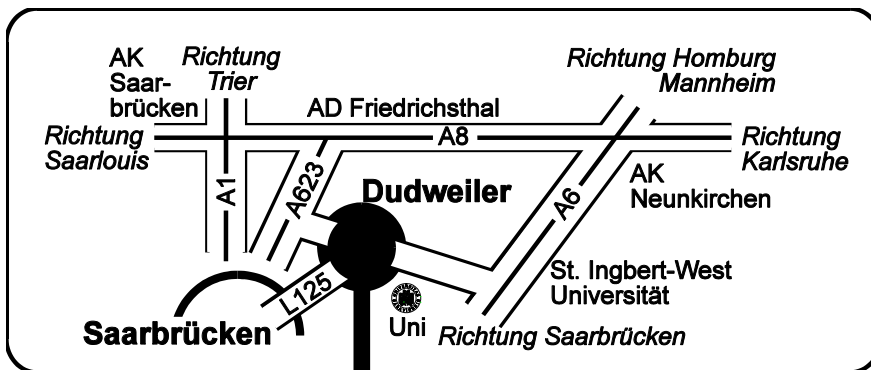 AK
Saar-
brücken
Richtung
Trier
Richtung Homburg
Mannheim
AD Friedrichsthal
Richtung
Saarlouis
A8
Richtung
Karlsruhe
A1
A623
Dudweiler
A6
AK
Neunkirchen
St. Ingbert-West
Universität
L125
Saarbrücken
Uni
Richtung Saarbrücken